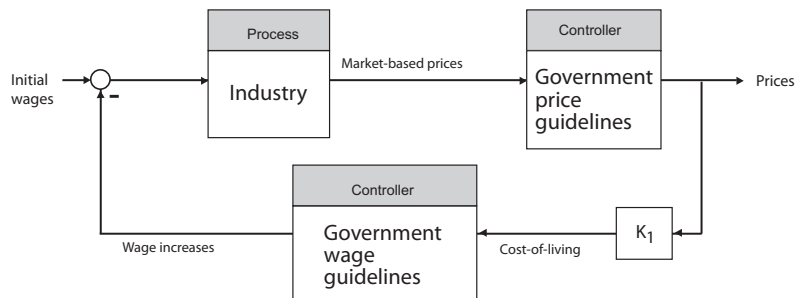 Process
Controller
Initial
wages
Industry
Market-based prices
Government
price
guidelines
Prices
-
Controller
Government
wage
guidelines
Wage increases
Cost-of-living
K1